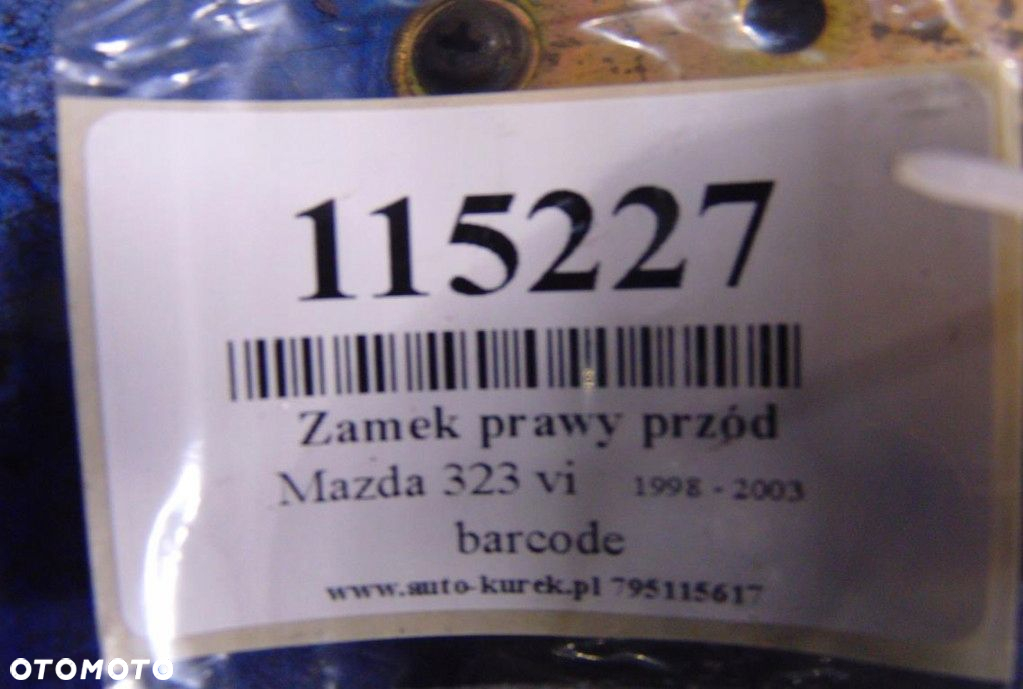 115227
Zamek prawy przód
Mazda 323 vi 1998 - 2003
barcode
www.auto-kurek.pl 795115617
OTOMOTO